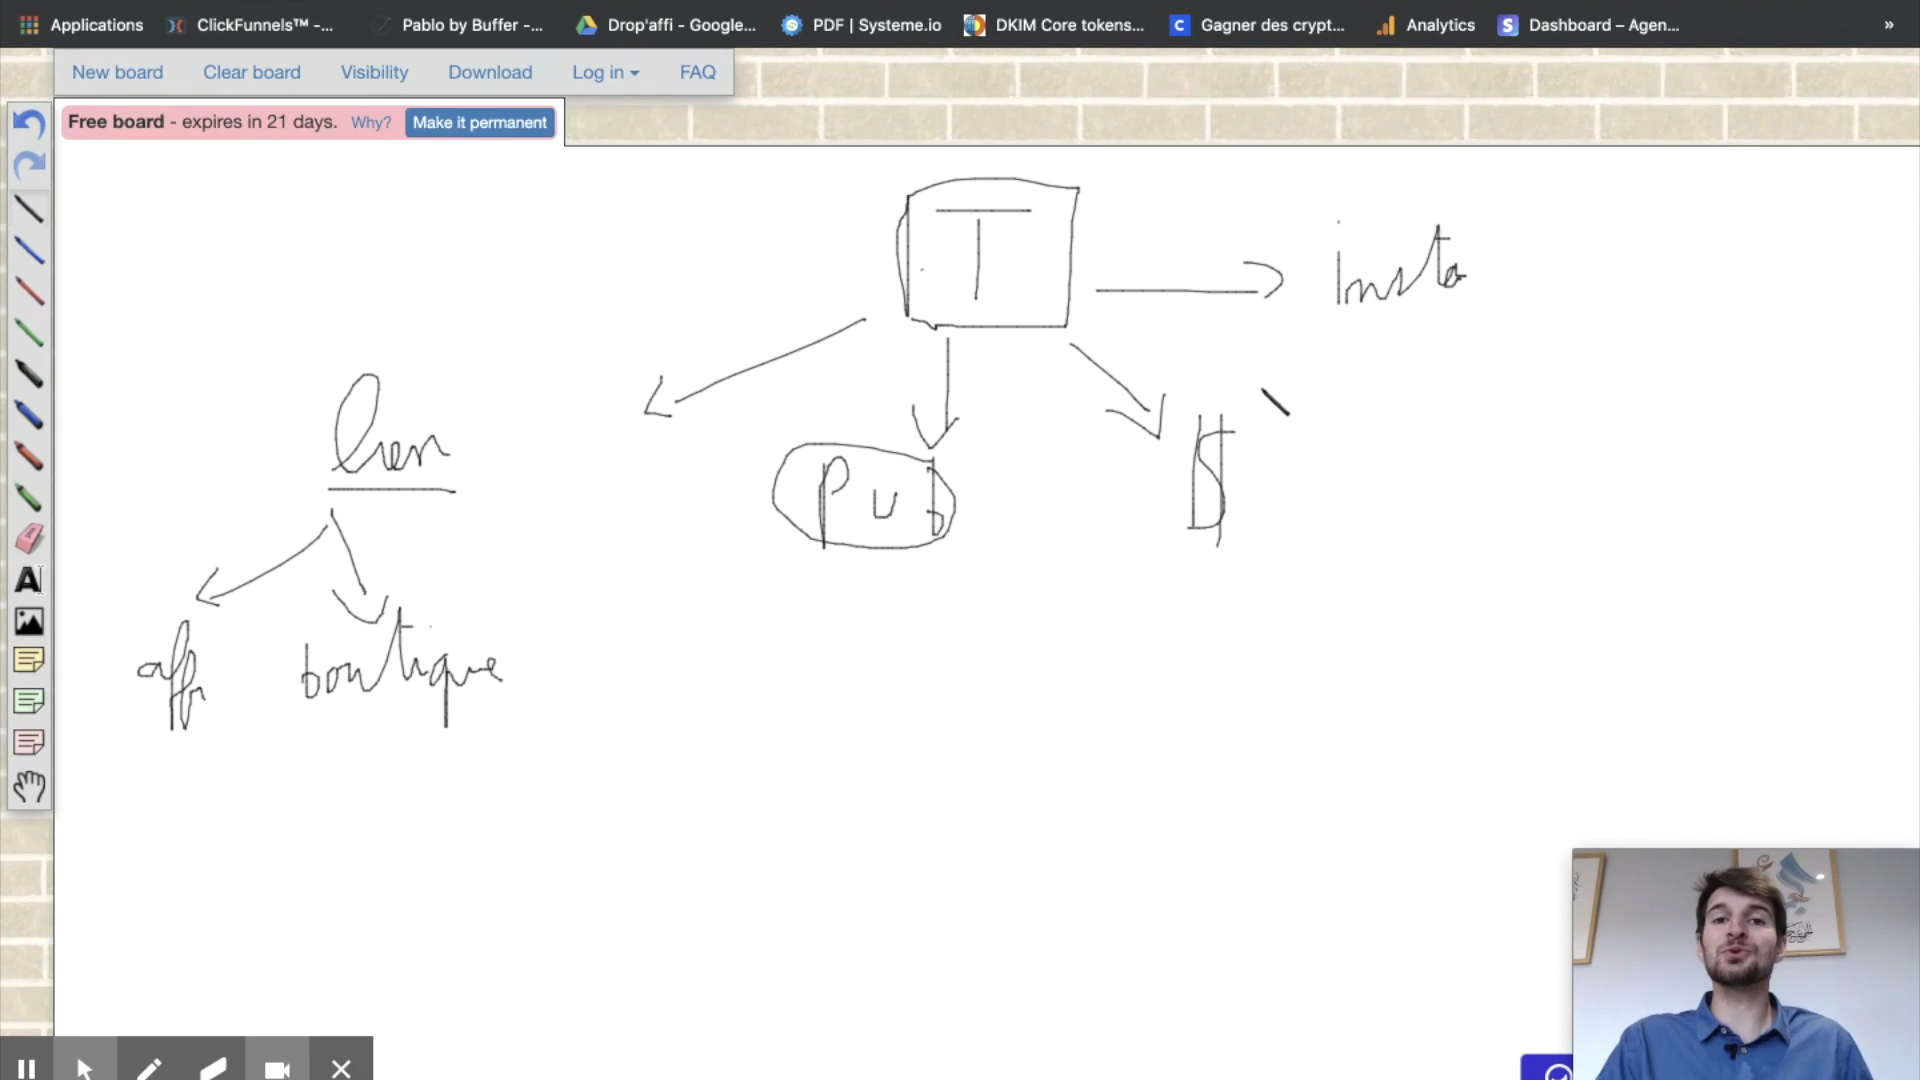 Applications ClickFunnels™ -... Pablo by Buffer -... Drop'affi - Google... PDF | Systeme.io DKIM Core tokens... Gagner des crypt... Analytics Dashboard – Agen... »
New board Clear board Visibility Download Log in FAQ
Free board - expires in 21 days. Why? Make it permanent
T
insta
lien
Pub
$
aff
boutique
A